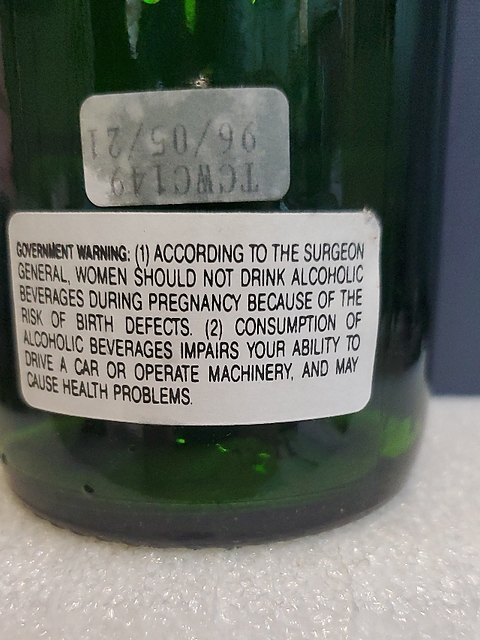 TCWC149
96/05/21
GOVERNMENT WARNING: (1) ACCORDING TO THE SURGEON
GENERAL, WOMEN SHOULD NOT DRINK ALCOHOLIC
BEVERAGES DURING PREGNANCY BECAUSE OF THE
RISK OF BIRTH DEFECTS. (2) CONSUMPTION OF
ALCOHOLIC BEVERAGES IMPAIRS YOUR ABILITY TO
DRIVE A CAR OR OPERATE MACHINERY, AND MAY
CAUSE HEALTH PROBLEMS.